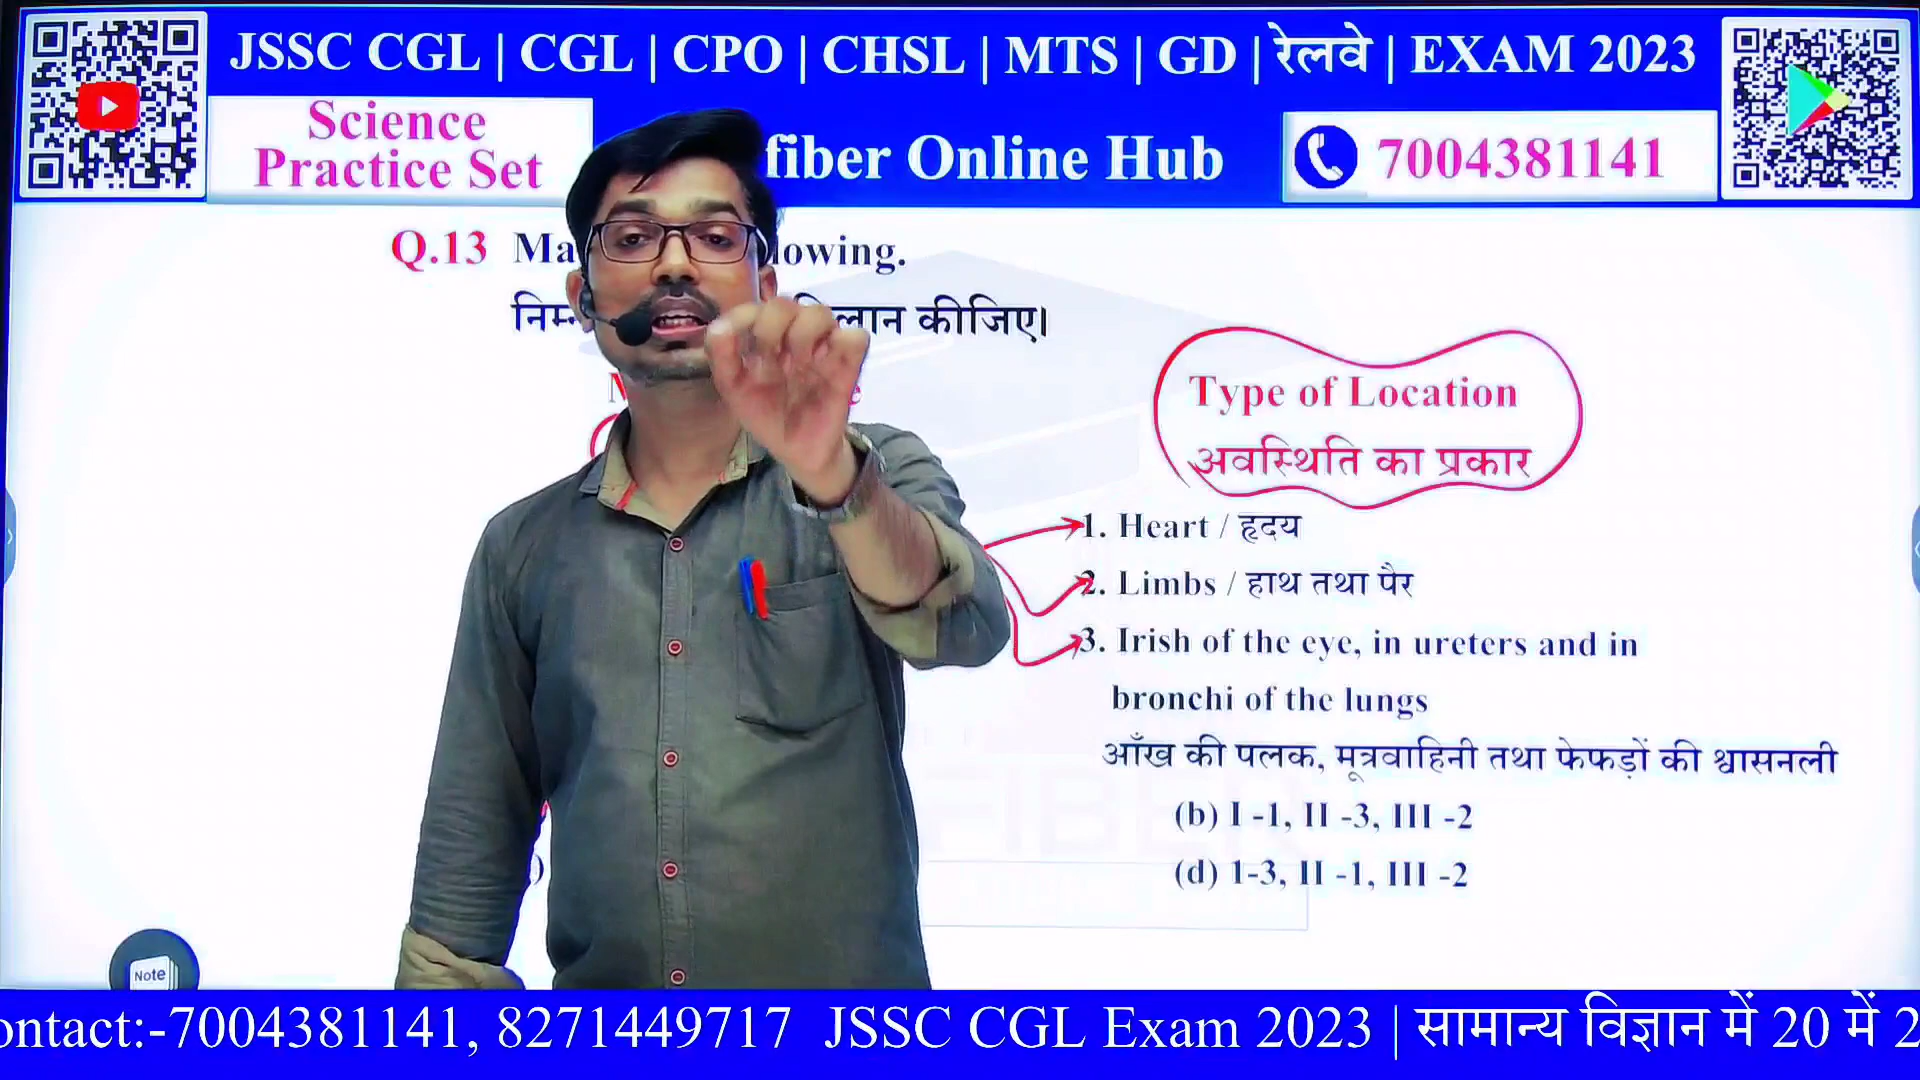 JSSC CGL | CGL | CPO | CHSL | MTS | GD | रेलवे | EXAM 2023
Science
Practice Set
fiber Online Hub
7004381141
Q.13
lowing.
कीजिए।
Type of Location
अवस्थिति का प्रकार
1. Heart / हृदय
2. Limbs / हाथ तथा पैर
3. Irish of the eye, in ureters and in
bronchi of the lungs
आँख की पलक, मूत्रवाहिनी तथा फेफड़ों की श्वासनली
(b) I -1, II -3, III -2
(d) 1-3, II -1, III -2
FIBER
Note
ontact:-7004381141, 8271449717 JSSC CGL Exam 2023 | सामान्य विज्ञान में 20 में 2